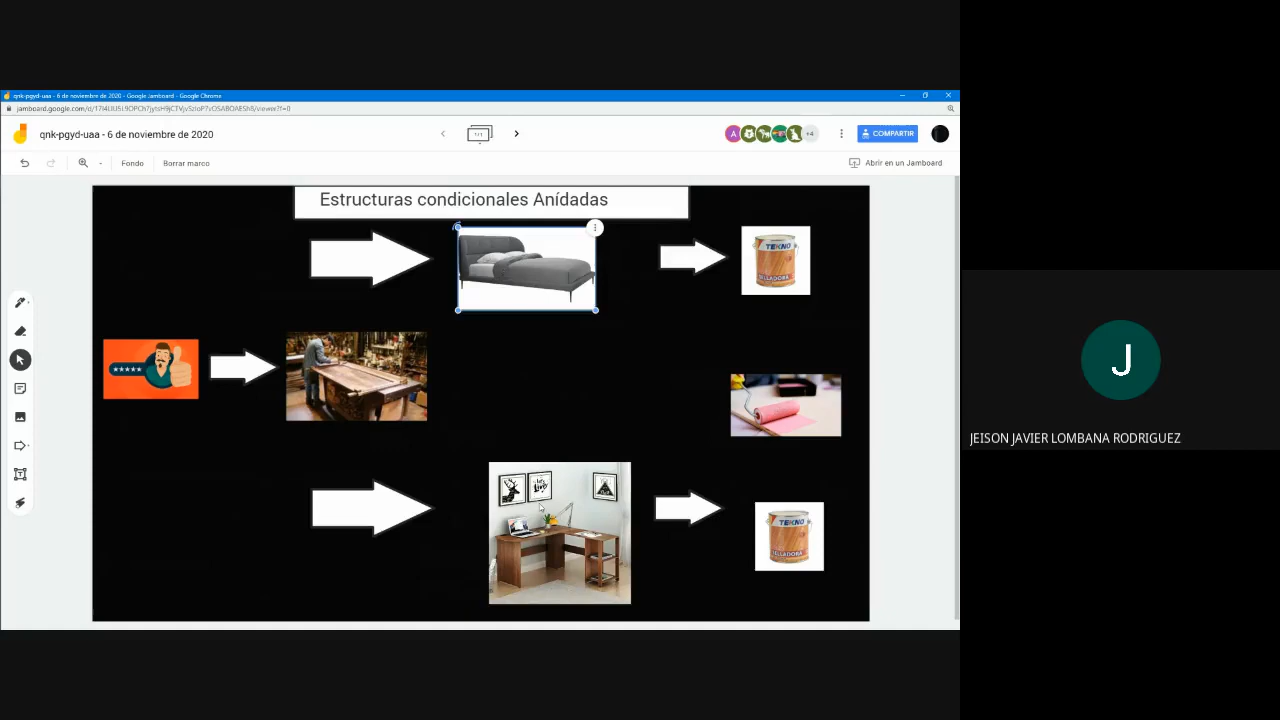 qnk-pgyd-uaa - 6 de noviembre de 2020 - Google Jamboard - Google Chrome
qnk-pgyd-uaa - 6 de noviembre de 2020
+4
COMPARTIR
Fondo
Borrar marco
Abrir en un Jamboard
Estructuras condicionales Anídadas
TEKNO
SELLADORA
TEKNO
SELLADORA
J
JEISON JAVIER LOMBANA RODRIGUEZ